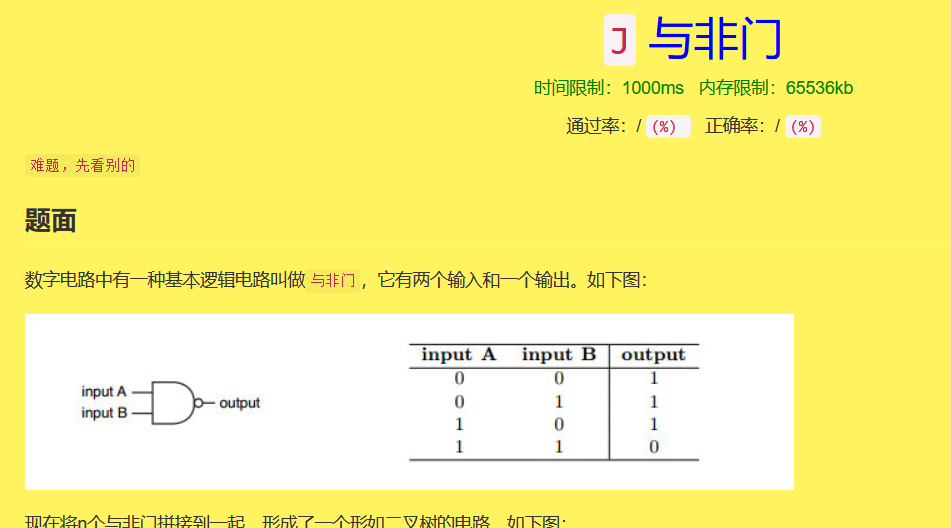 J 与非门
时间限制：1000ms 内存限制：65536kb
通过率：/ (%) 正确率：/ (%)
难题，先看别的
题面
数字电路中有一种基本逻辑电路叫做 与非门 ，它有两个输入和一个输出。如下图：
input A input B output
0 0 1
0 1 1
1 0 1
1 1 0
input A
input B
output
现在将n个与非门拼接到一起，形成了一个形如二叉树的电路，如下图：